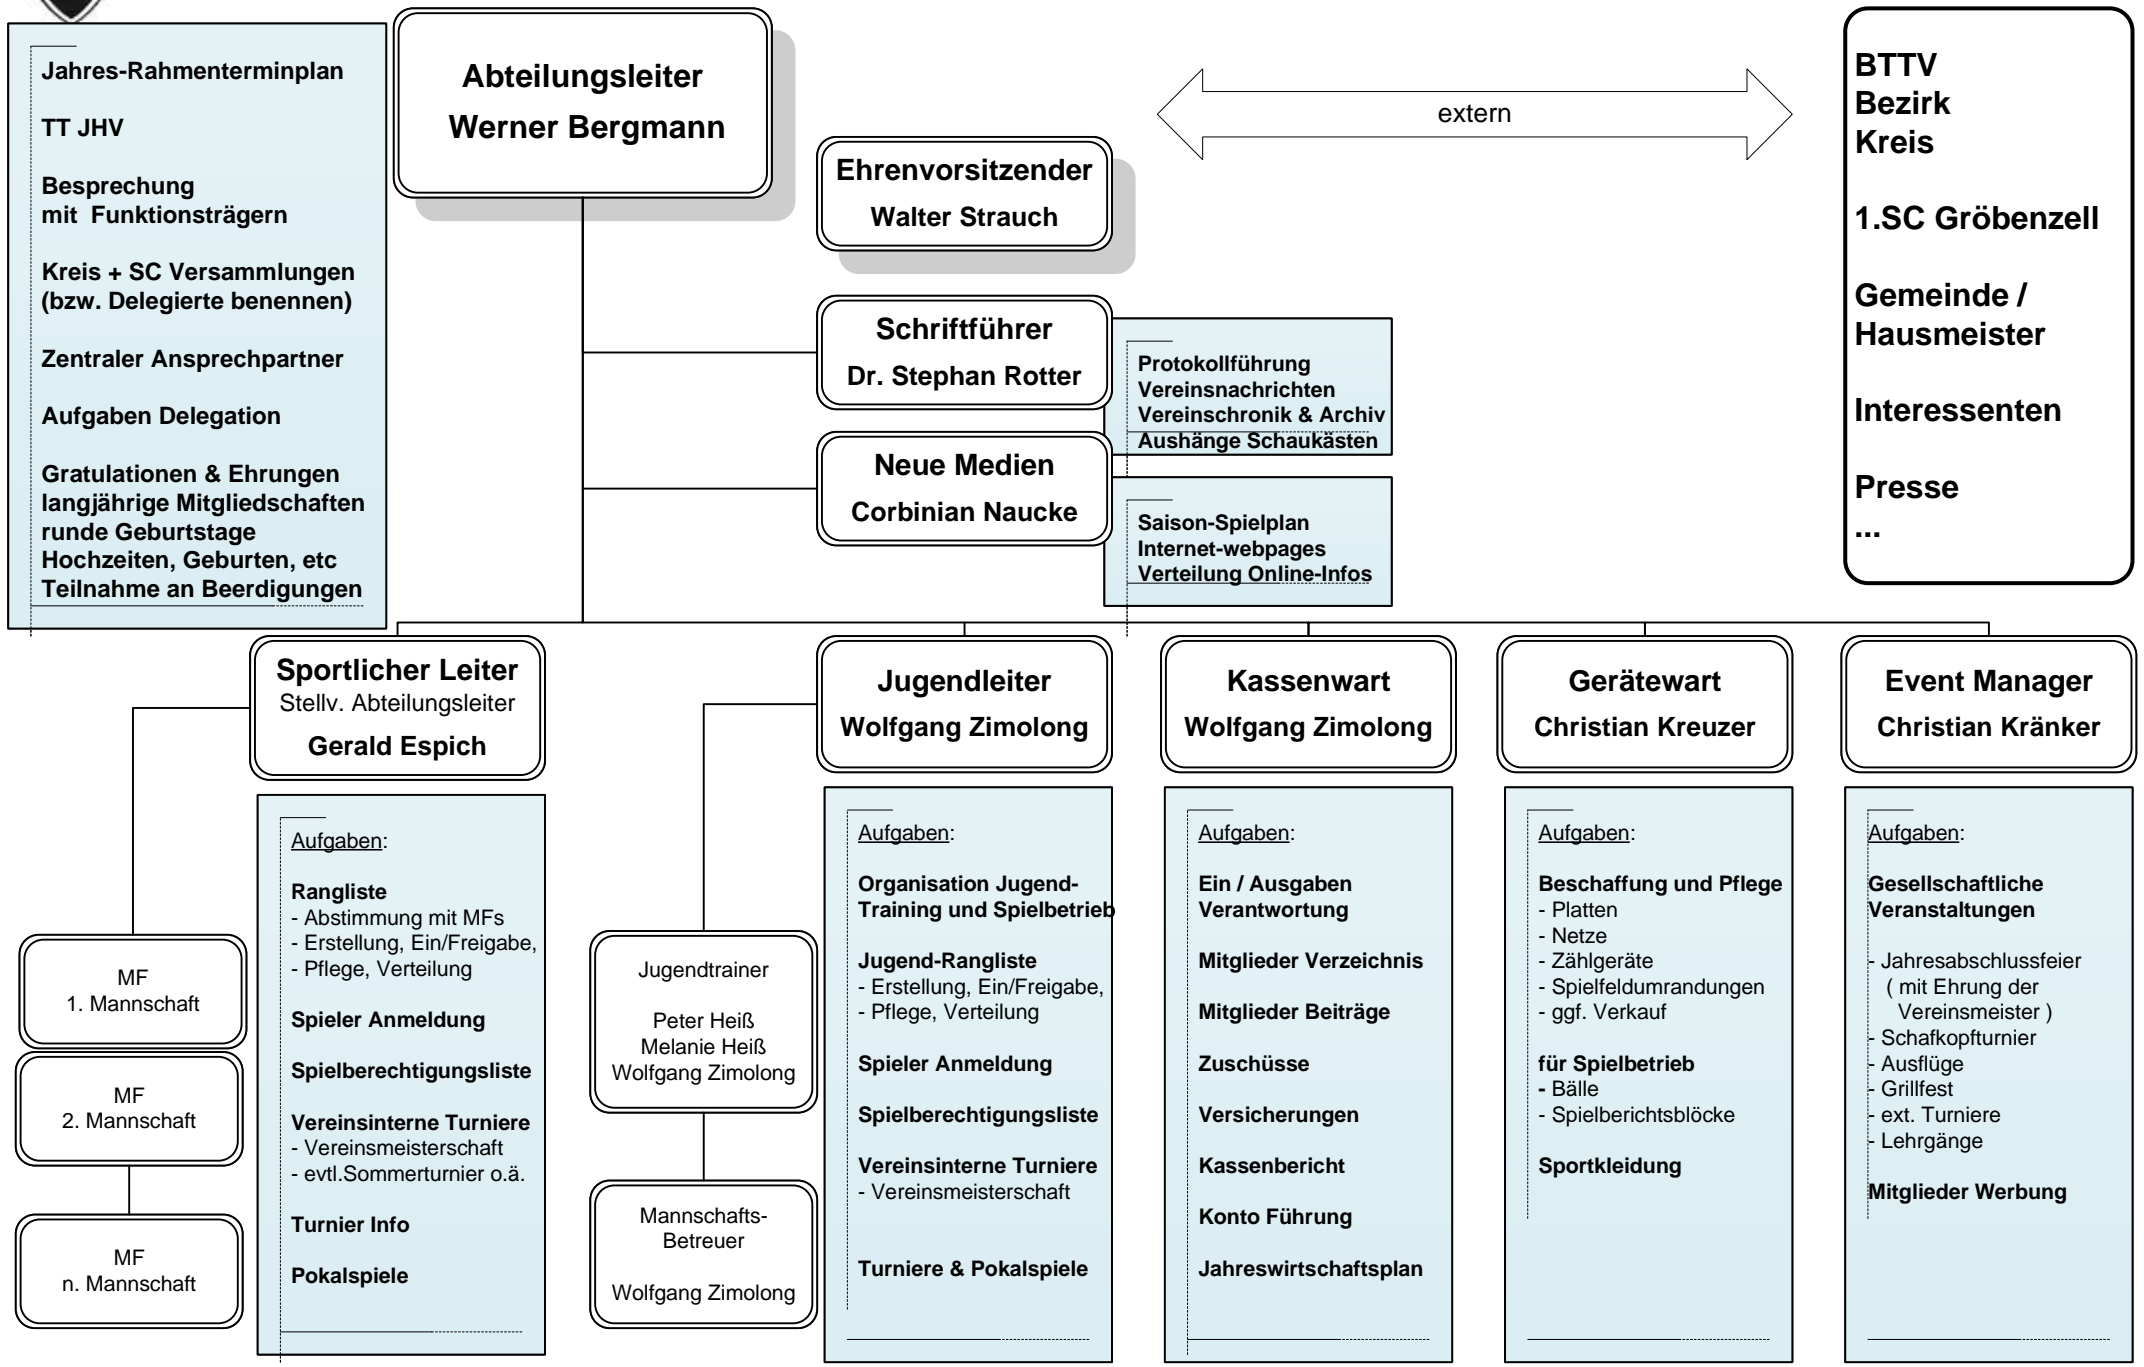 Jahres-Rahmenterminplan
TT JHV
Besprechung
mit Funktionsträgern
Kreis + SC Versammlungen
(bzw. Delegierte benennen)
Zentraler Ansprechpartner
Aufgaben Delegation
Gratulationen & Ehrungen
langjährige Mitgliedschaften
runde Geburtstage
Hochzeiten, Geburten, etc
Teilnahme an Beerdigungen
Abteilungsleiter
Werner Bergmann
Ehrenvorsitzender
Walter Strauch
extern
BTTV
Bezirk
Kreis
1.SC Gröbenzell
Gemeinde /
Hausmeister
Interessenten
Presse
...
Schriftführer
Dr. Stephan Rotter
Protokollführung
Vereinsnachrichten
Vereinschronik & Archiv
Aushänge Schaukästen
Neue Medien
Corbinian Naucke
Saison-Spielplan
Internet-webpages
Verteilung Online-Infos
Sportlicher Leiter
Stellv. Abteilungsleiter
Gerald Espich
MF
1. Mannschaft
MF
2. Mannschaft
MF
n. Mannschaft
Aufgaben:
Rangliste
- Abstimmung mit MFs
- Erstellung, Ein/Freigabe,
- Pflege, Verteilung
Spieler Anmeldung
Spielberechtigungsliste
Vereinsinterne Turniere
- Vereinsmeisterschaft
- evtl.Sommerturnier o.ä.
Turnier Info
Pokalspiele
Jugendleiter
Wolfgang Zimolong
Jugendtrainer
Peter Heiß
Melanie Heiß
Wolfgang Zimolong
Mannschafts-
Betreuer
Wolfgang Zimolong
Aufgaben:
Organisation Jugend-
Training und Spielbetrieb
Jugend-Rangliste
- Erstellung, Ein/Freigabe,
- Pflege, Verteilung
Spieler Anmeldung
Spielberechtigungsliste
Vereinsinterne Turniere
- Vereinsmeisterschaft
Turniere & Pokalspiele
Kassenwart
Wolfgang Zimolong
Aufgaben:
Ein / Ausgaben
Verantwortung
Mitglieder Verzeichnis
Mitglieder Beiträge
Zuschüsse
Versicherungen
Kassenbericht
Konto Führung
Jahreswirtschaftsplan
Gerätewart
Christian Kreuzer
Aufgaben:
Beschaffung und Pflege
- Platten
- Netze
- Zählgeräte
- Spielfeldumrandungen
- ggf. Verkauf
für Spielbetrieb
- Bälle
- Spielberichtsblöcke
Sportkleidung
Event Manager
Christian Kränker
Aufgaben:
Gesellschaftliche
Veranstaltungen
- Jahresabschlussfeier
( mit Ehrung der
Vereinsmeister )
- Schafkopfturnier
- Ausflüge
- Grillfest
- ext. Turniere
- Lehrgänge
Mitglieder Werbung